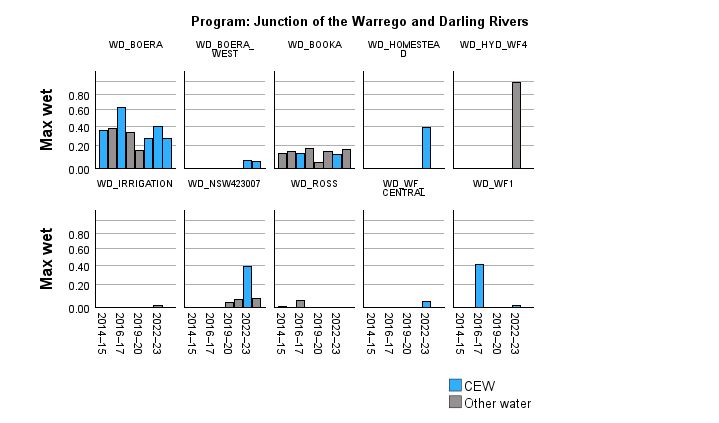 Program: Junction of the Warrego and Darling Rivers
WD_BOERA
WD_BOERA_
WEST
WD_BOOKA
WD_HOMESTEA
D
WD_HYD_WF4
Max wet
0.80
0.60
0.40
0.20
0.00
WD_IRRIGATION
WD_NSW423007
WD_ROSS
WD_WF_
CENTRAL
WD_WF1
Max wet
0.80
0.60
0.40
0.20
0.00
2014–15
2016–17
2019–20
2022–23
2014–15
2016–17
2019–20
2022–23
2014–15
2016–17
2019–20
2022–23
2014–15
2016–17
2019–20
2022–23
2014–15
2016–17
2019–20
2022–23
CEW
Other water